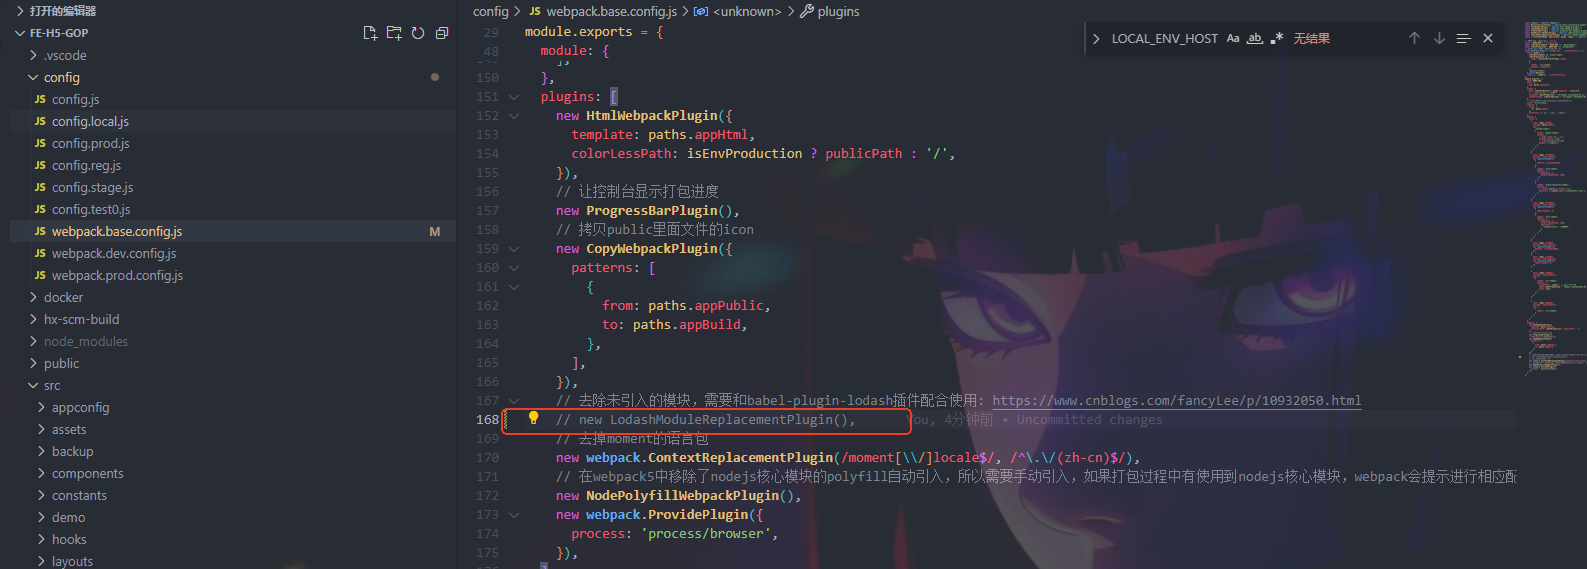 打开的编辑器
FE-H5-GOP
.vscode
config
JS config.js
JS config.local.js
JS config.prod.js
JS config.reg.js
JS config.stage.js
JS config.test0.js
JS webpack.base.config.js M
JS webpack.dev.config.js
JS webpack.prod.config.js
docker
hx-scm-build
node_modules
public
src
appconfig
assets
backup
components
constants
demo
hooks
layouts
config > JS webpack.base.config.js > <unknown> > plugins
LOCAL_ENV_HOST Aa ab .* 无结果
29 module.exports = {
48 module: {
],
150 },
151 plugins: [
152 new HtmlWebpackPlugin({
153 template: paths.appHtml,
154 colorLessPath: isEnvProduction ? publicPath : '/',
155 }),
156 // 让控制台显示打包进度
157 new ProgressBarPlugin(),
158 // 拷贝public里面文件的icon
159 new CopyWebpackPlugin({
160 patterns: [
161 {
162 from: paths.appPublic,
163 to: paths.appBuild,
164 },
165 ],
166 }),
167 // 去除未引入的模块，需要和babel-plugin-lodash插件配合使用: https://www.cnblogs.com/fancyLee/p/10932050.html
168 // new LodashModuleReplacementPlugin(), You, 4分钟前 • Uncommitted changes
169 // 去掉moment的语言包
170 new webpack.ContextReplacementPlugin(/moment[\\/]locale$/, /^\.\/(zh-cn)$/),
171 // 在webpack5中移除了nodejs核心模块的polyfill自动引入，所以需要手动引入，如果打包过程中有使用到nodejs核心模块，webpack会提示进行相应配
172 new NodePolyfillWebpackPlugin(),
173 new webpack.ProvidePlugin({
174 process: 'process/browser',
175 }),